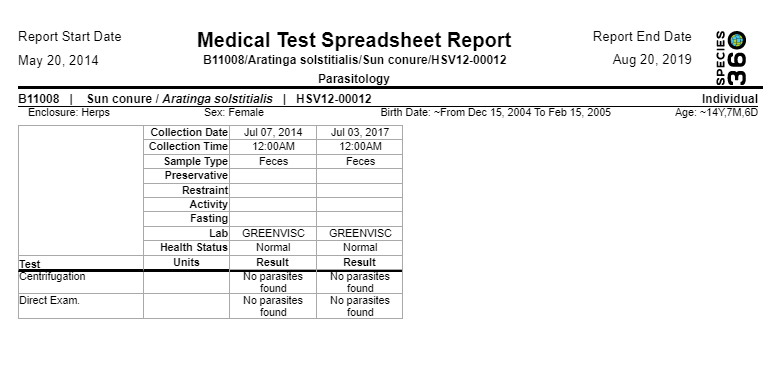 Report Start Date
May 20, 2014
Medical Test Spreadsheet Report
B11008/Aratinga solstitialis/Sun conure/HSV12-00012
Parasitology
Report End Date
Aug 20, 2019
SPECIES
360
B11008 | Sun conure / Aratinga solstitialis | HSV12-00012 Individual
Enclosure: Herps Sex: Female Birth Date: ~From Dec 15, 2004 To Feb 15, 2005 Age: ~14Y,7M,6D
Collection Date Jul 07, 2014 Jul 03, 2017
Collection Time 12:00AM 12:00AM
Sample Type Feces Feces
Preservative
Restraint
Activity
Fasting
Lab GREENVISC GREENVISC
Health Status Normal Normal
Test Units Result Result
Centrifugation No parasites found No parasites found
Direct Exam. No parasites found No parasites found